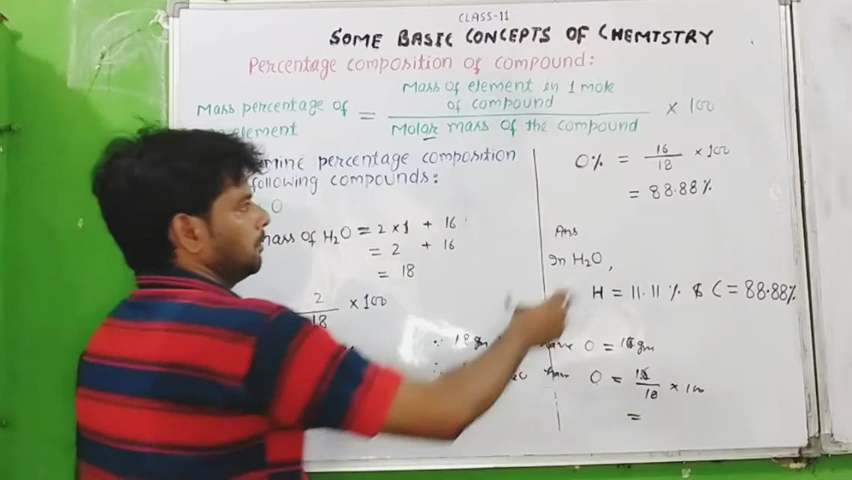 CLASS-11
SOME BASIC CONCEPTS OF CHEMTSTRY
Percentage composition of compound:
Mass percentage of element = Mass of element in 1 mole of compound / Molar mass of the compound × 100
percentage composition
following compounds:
O
mass of H₂O = 2×1 + 16
= 2 + 16
= 18
2/18 ×100
O% = 16/18 ×100
= 88.88%
Ans
In H₂O,
H = 11.11 % & C = 88.88%
O = gm
O = /18 × 100
=